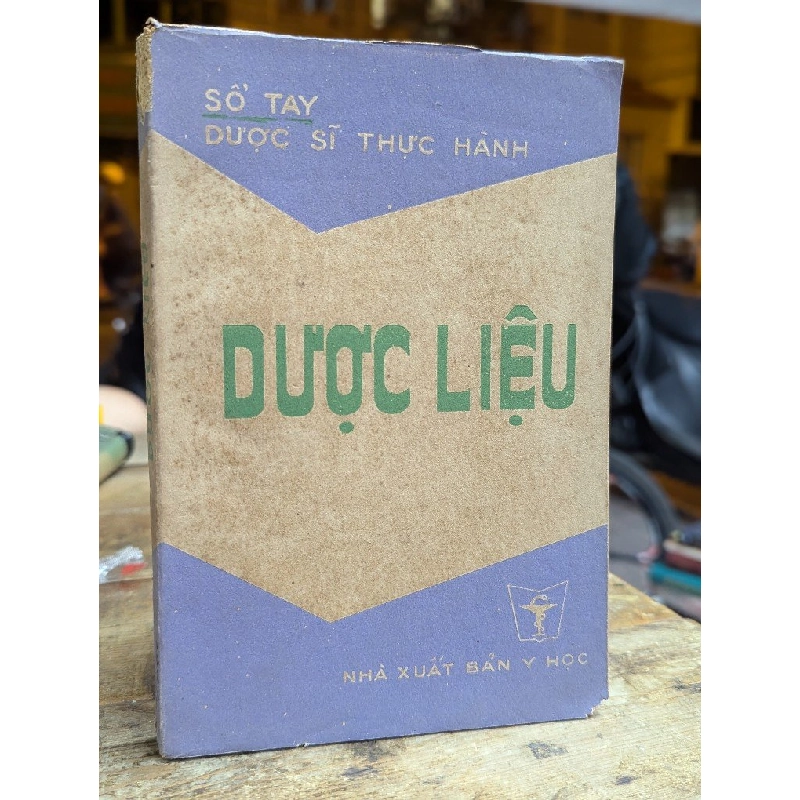 SỔ TAY
DƯỢC SĨ THỰC HÀNH
DƯỢC LIỆU
NHÀ XUẤT BẢN Y HỌC